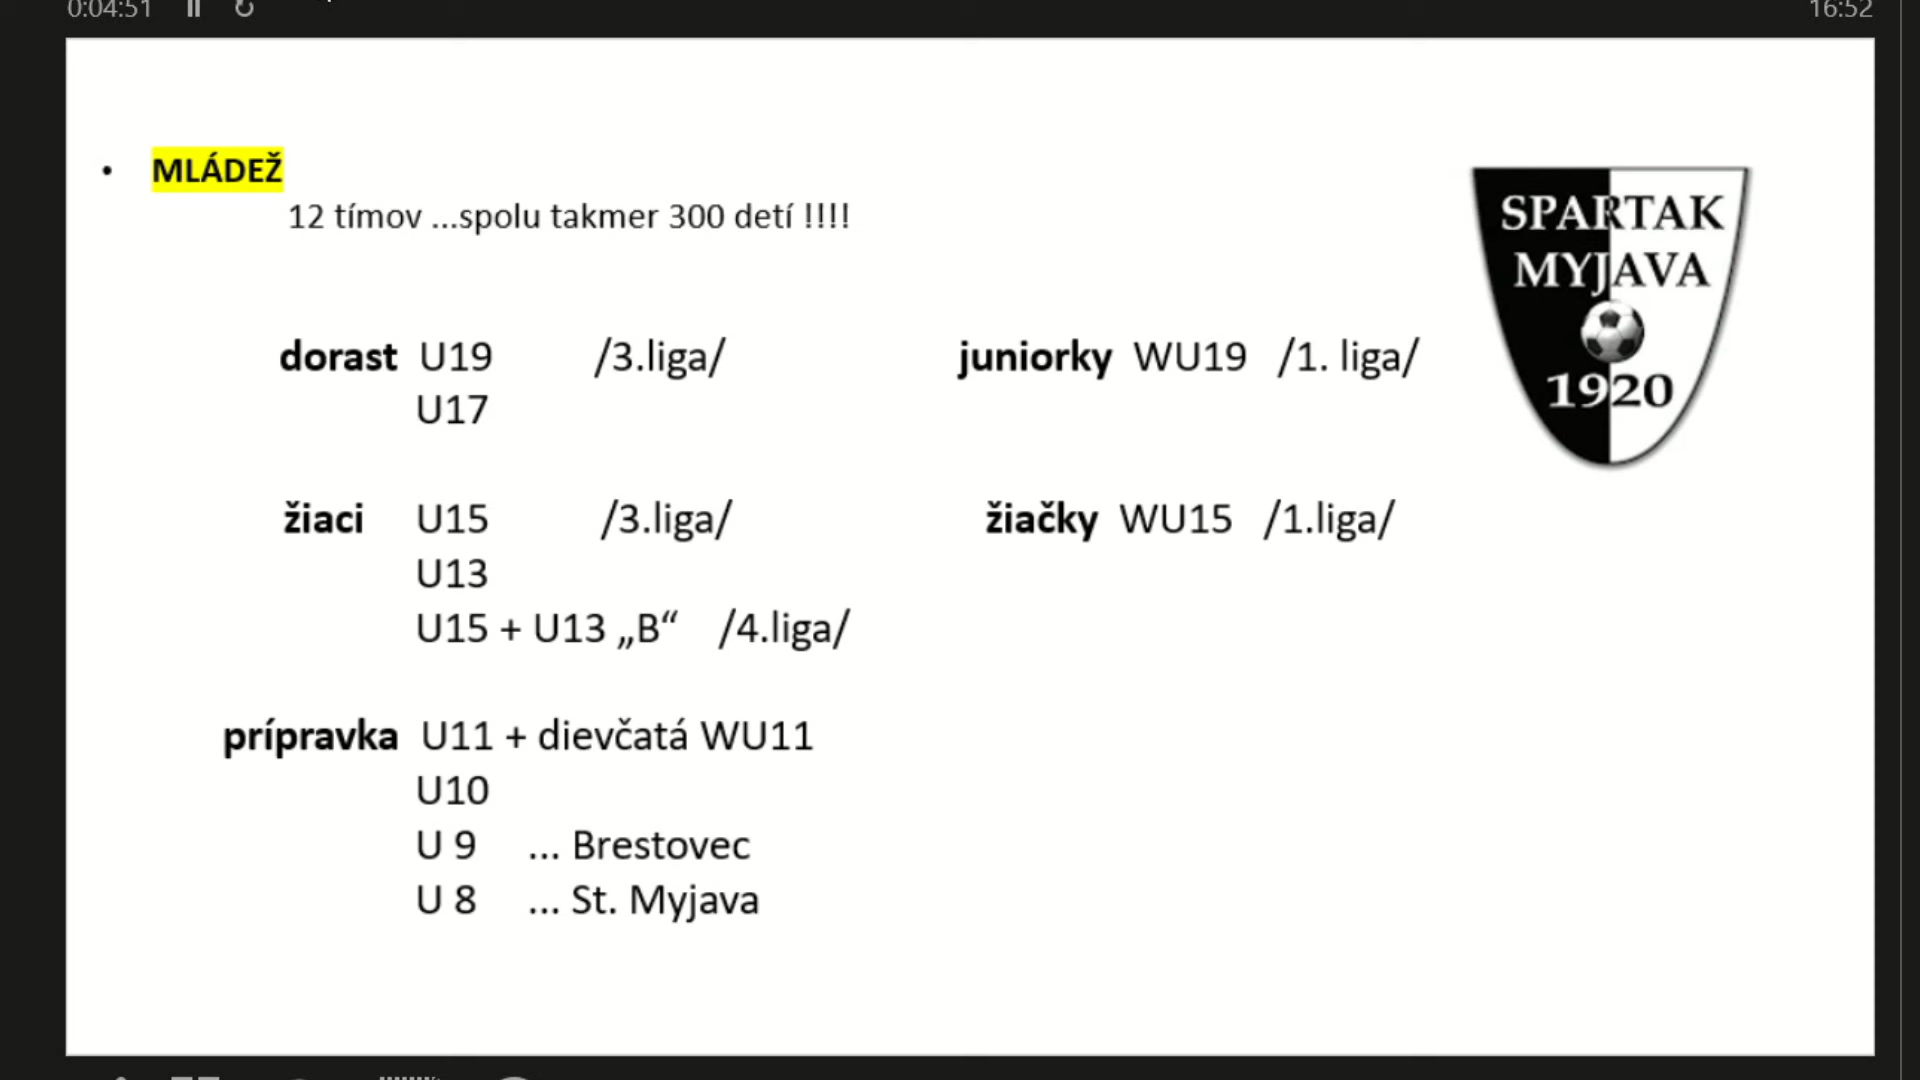 0:04:51
16:52
• MLÁDEŽ
12 tímov ...spolu takmer 300 detí !!!!
SPARTAK
MYJAVA
1920
dorast U19 /3.liga/ juniorky WU19 /1. liga/
U17
žiaci U15 /3.liga/ žiačky WU15 /1.liga/
U13
U15 + U13 „B“ /4.liga/
prípravka U11 + dievčatá WU11
U10
U 9 ... Brestovec
U 8 ... St. Myjava